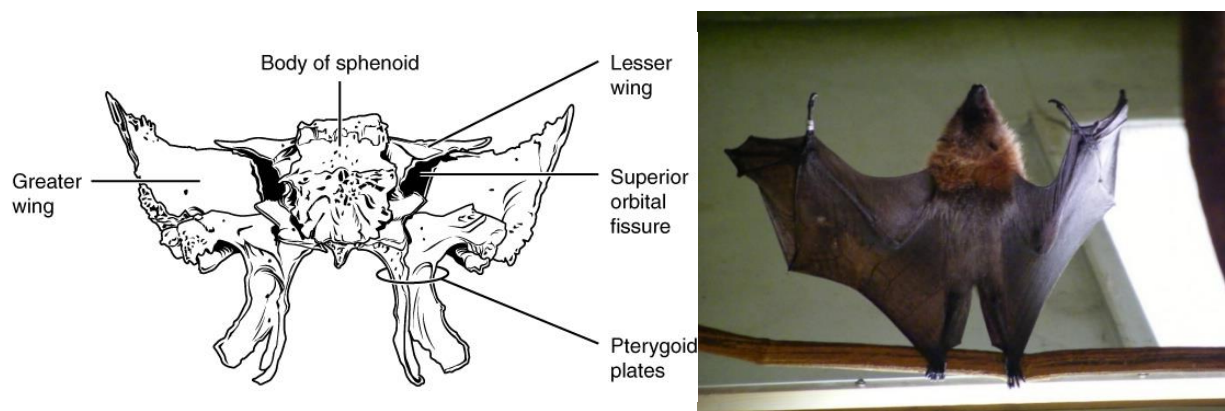 Body of sphenoid
Lesser
wing
Greater
wing
Superior
orbital
fissure
Pterygoid
plates